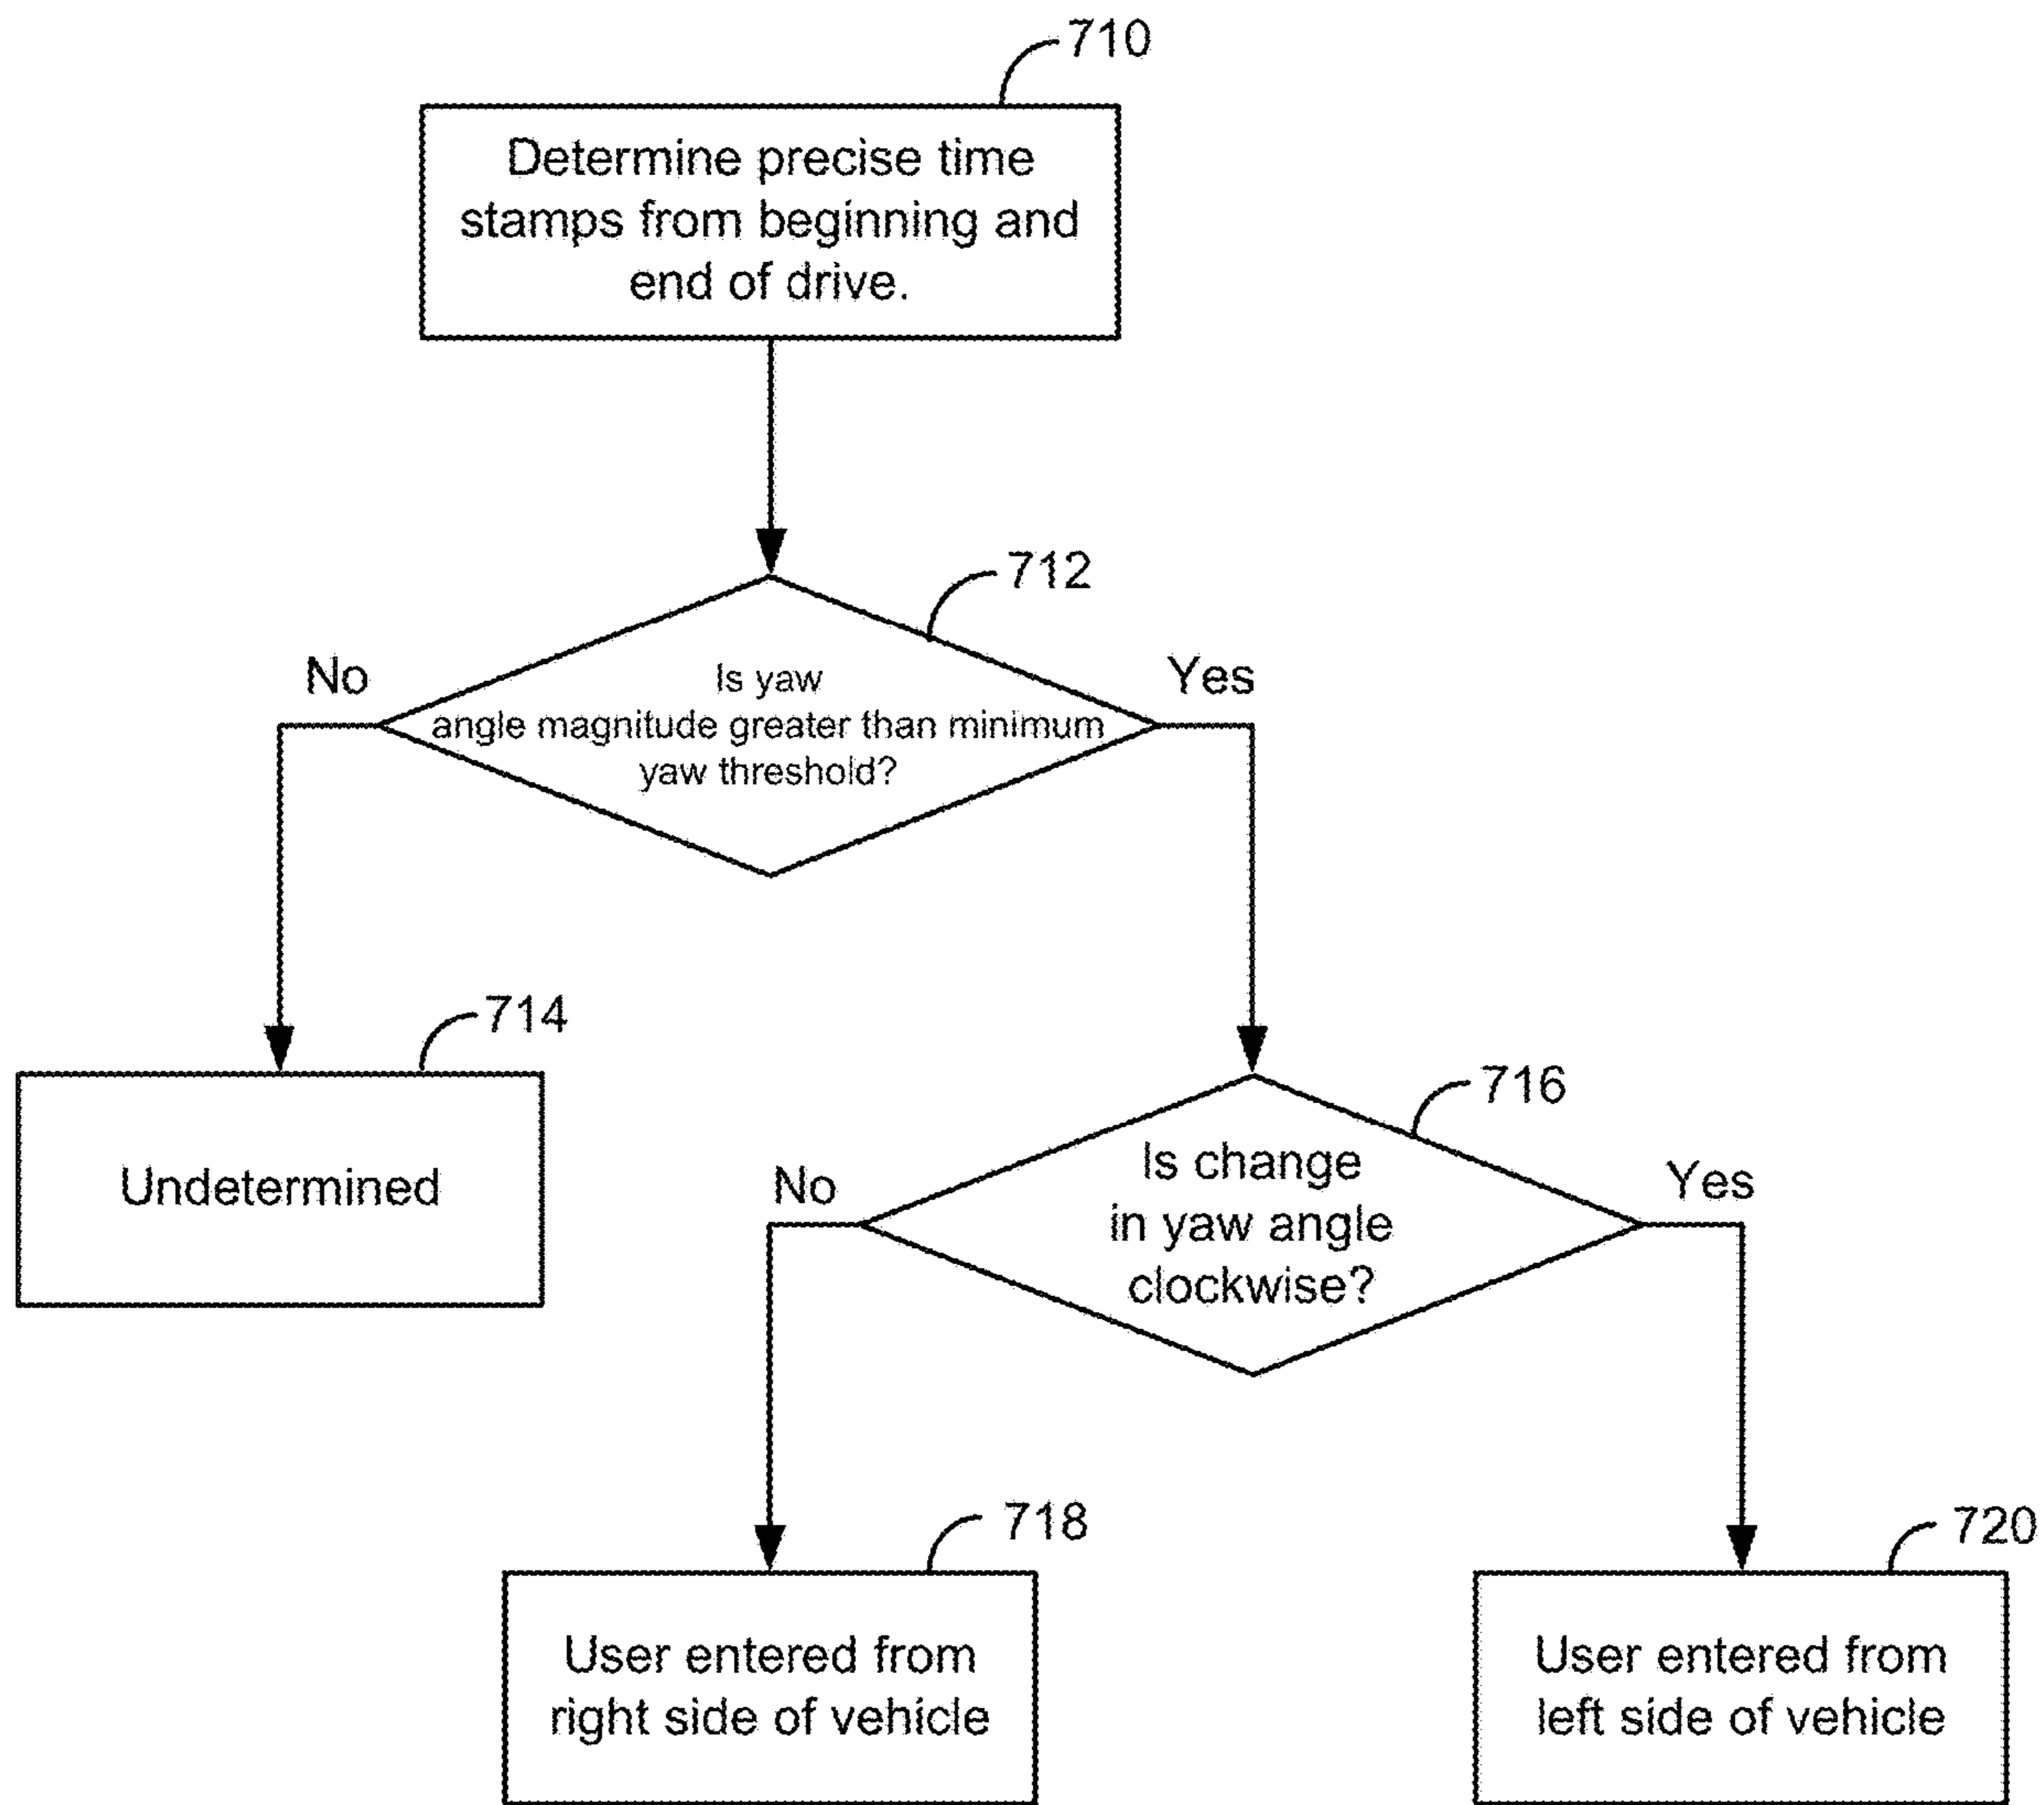 710
Determine precise time
stamps from beginning and
end of drive.
712
No
Yes
Is yaw
angle magnitude greater than minimum
yaw threshold?
714
Undetermined
716
No
Yes
Is change
in yaw angle
clockwise?
718
User entered from
right side of vehicle
720
User entered from
left side of vehicle